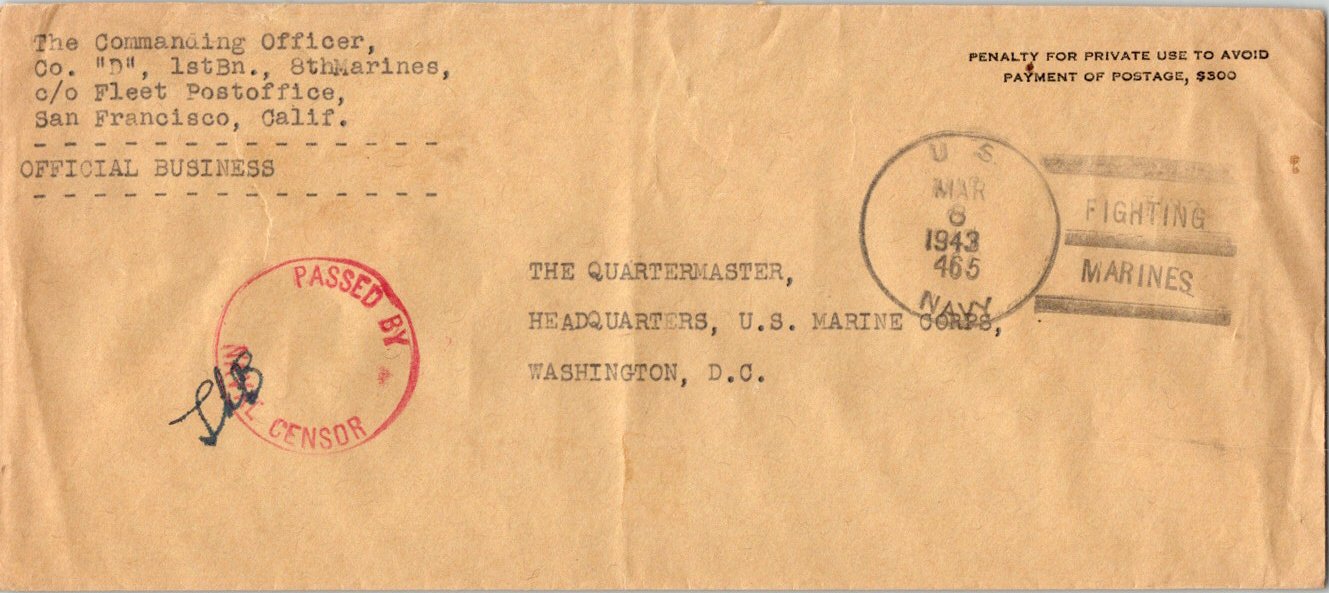 The Commanding Officer,
Co. "D", 1stBn., 8thMarines,
c/o Fleet Postoffice,
San Francisco, Calif.
- - - - - - - - - - - - - - -
OFFICIAL BUSINESS
- - - - - - - - - - - - - - -
PENALTY FOR PRIVATE USE TO AVOID
PAYMENT OF POSTAGE, $300
U. S.
MAR
8
1943
465
NAVY
FIGHTING
MARINES
PASSED BY
NAVAL CENSOR
THE QUARTERMASTER,
HEADQUARTERS, U.S. MARINE CORPS,
WASHINGTON, D.C.